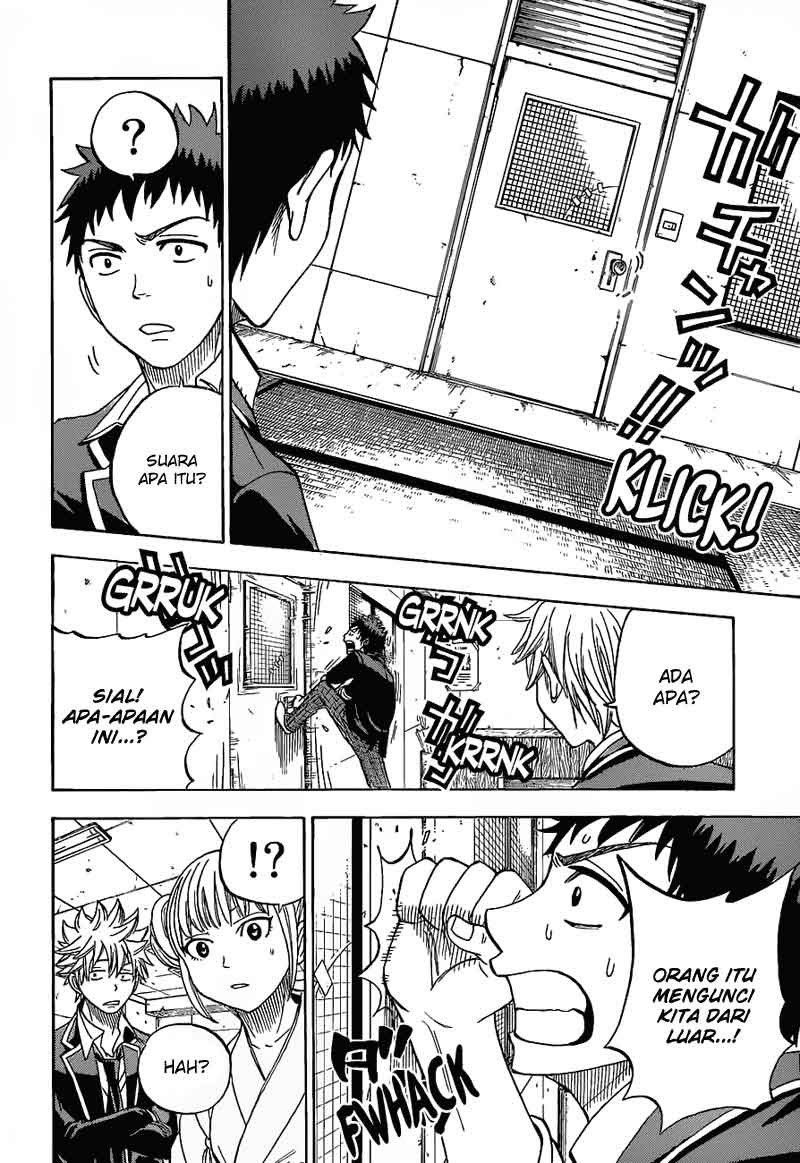 ガチャンッ!!
KLICK!
?
SUARA
APA ITU?
ADA
APA?
GRRNK
KRRNK
GRRUK
SIAL!
APA-APAAN
INI...?
ORANG ITU
MENGUNCI
KITA DARI
LUAR...!
FWHACK
!?
HAH?